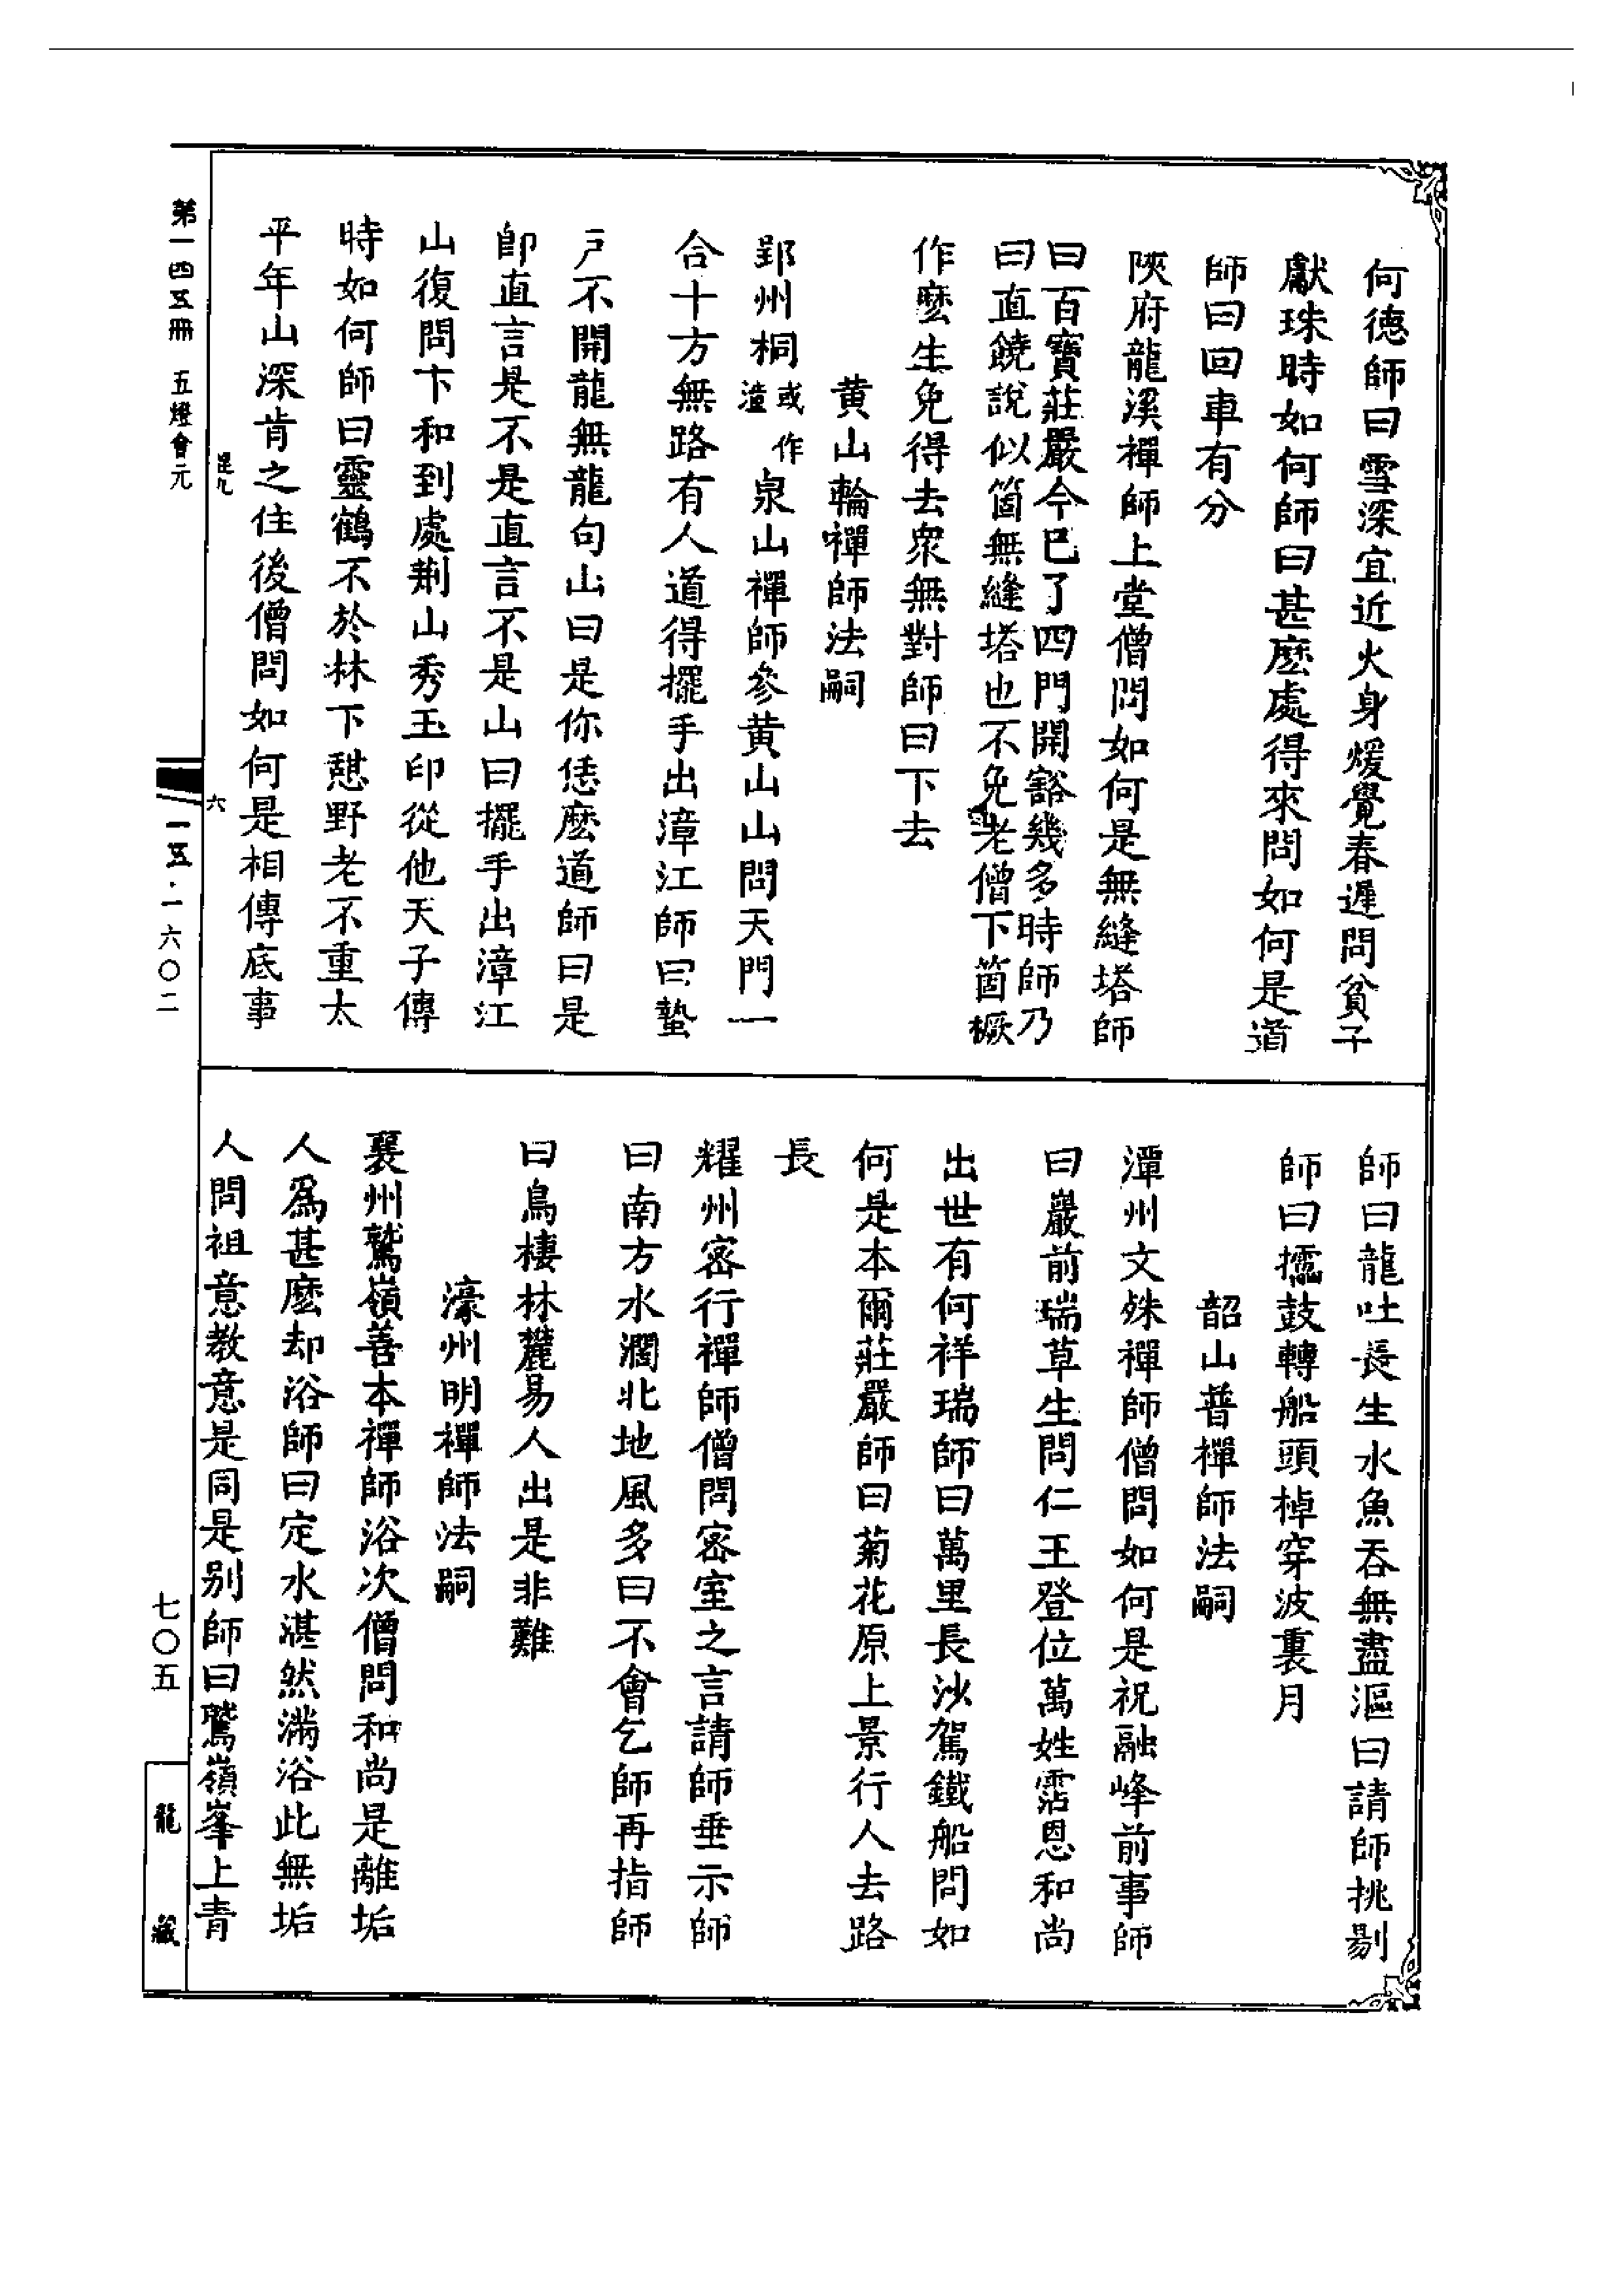 何德師曰雪深宜近火身煖覺春遲問貧子
獻珠時如何師曰甚麽處得來問如何是道
師曰回車有分
陝府龍溪禪師上堂僧問如何是無縫塔師
曰百寶莊嚴今巳了四門開豁幾多時師乃
曰直饒說似箇無縫塔也不免老僧下箇橛
作麽生免得去衆無對師曰下去
黄山輪禪師法嗣
郢州桐或作潼泉山禪師參黄山山問天門一
合十方無路有人道得擺手出漳江師曰蟄
戸不開龍無龍句山曰是你恁麽道師曰是
卽直言是不是直言不是山曰擺手出漳江
山復問卞和到處荆山秀玉印從他天子傳
時如何師曰靈鶴不於林下憇野老不重太
平年山深肯之住後僧問如何是相傳底事
師曰龍吐長生水魚吞無盡漚曰請師挑剔
師曰擂鼓轉船頭棹穿波裏月
韶山普禪師法嗣
潭州文殊禪師僧問如何是祝融峰前事師
曰巖前瑞草生問仁王登位萬姓霑恩和尚
出世有何祥瑞師曰萬里長沙駕鐵船問如
何是本爾莊嚴師曰菊花原上景行人去路
長
耀州密行禪師僧問密室之言請師垂示師
曰南方水濶北地風多曰不會乞師再指師
曰鳥棲林麓易人出是非難
濠州明禪師法嗣
襄州鷲嶺善本禪師浴次僧問和尚是離垢
人爲甚麽却浴師曰定水湛然滿浴此無垢
人問祖意教意是同是别師曰鷲嶺峯上青
第一四五冊 五燈會元
六
一五·一六〇二
七〇五
龍藏